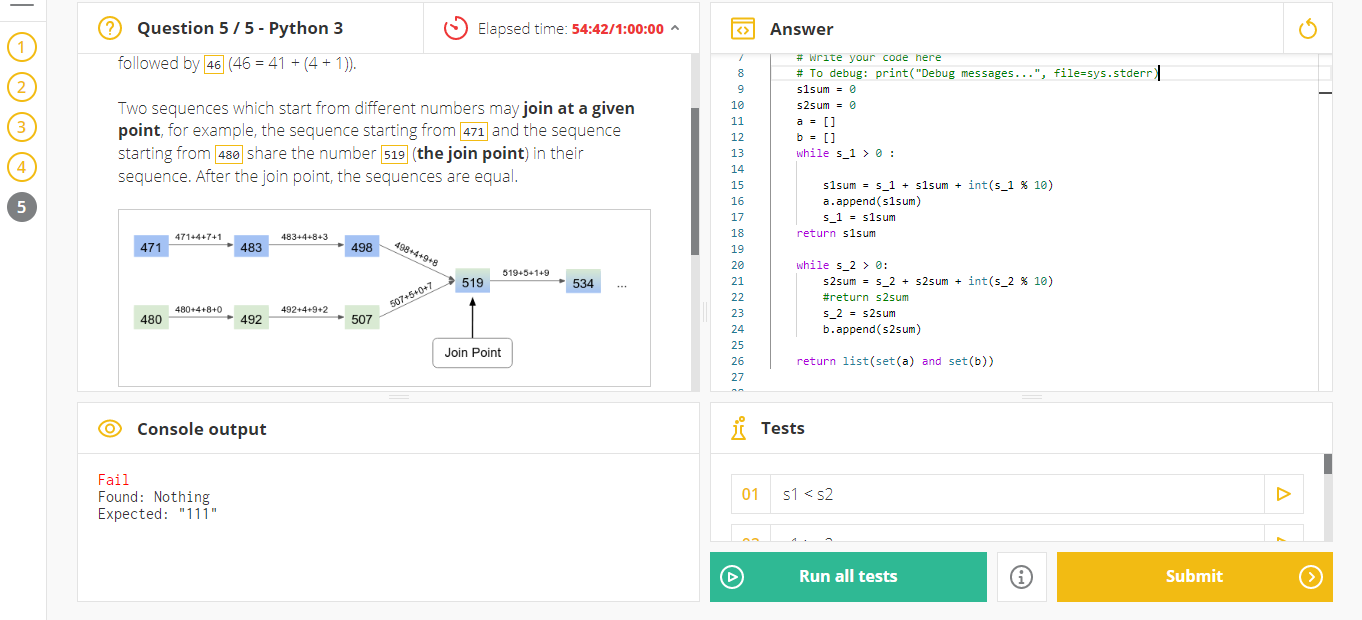 1
2
3
4
5
Question 5 / 5 - Python 3
Elapsed time: 54:42/1:00:00
followed by 46 (46 = 41 + (4 + 1)).
Two sequences which start from different numbers may join at a given
point, for example, the sequence starting from 471 and the sequence
starting from 480 share the number 519 (the join point) in their
sequence. After the join point, the sequences are equal.
471 471+4+7+1 483 483+4+8+3 498 498+4+9+8
519 519+5+1+9 534 ...
480 480+4+8+0 492 492+4+9+2 507 507+5+0+7
Join Point
Answer
7 # Write your code here
8 # To debug: print("Debug messages...", file=sys.stderr)
9 s1sum = 0
10 s2sum = 0
11 a = []
12 b = []
13 while s_1 > 0 :
14
15 s1sum = s_1 + s1sum + int(s_1 % 10)
16 a.append(s1sum)
17 s_1 = s1sum
18 return s1sum
19
20 while s_2 > 0:
21 s2sum = s_2 + s2sum + int(s_2 % 10)
22 #return s2sum
23 s_2 = s2sum
24 b.append(s2sum)
25
26 return list(set(a) and set(b))
27
Console output
Fail
Found: Nothing
Expected: "111"
Tests
01 s1 < s2
Run all tests
Submit